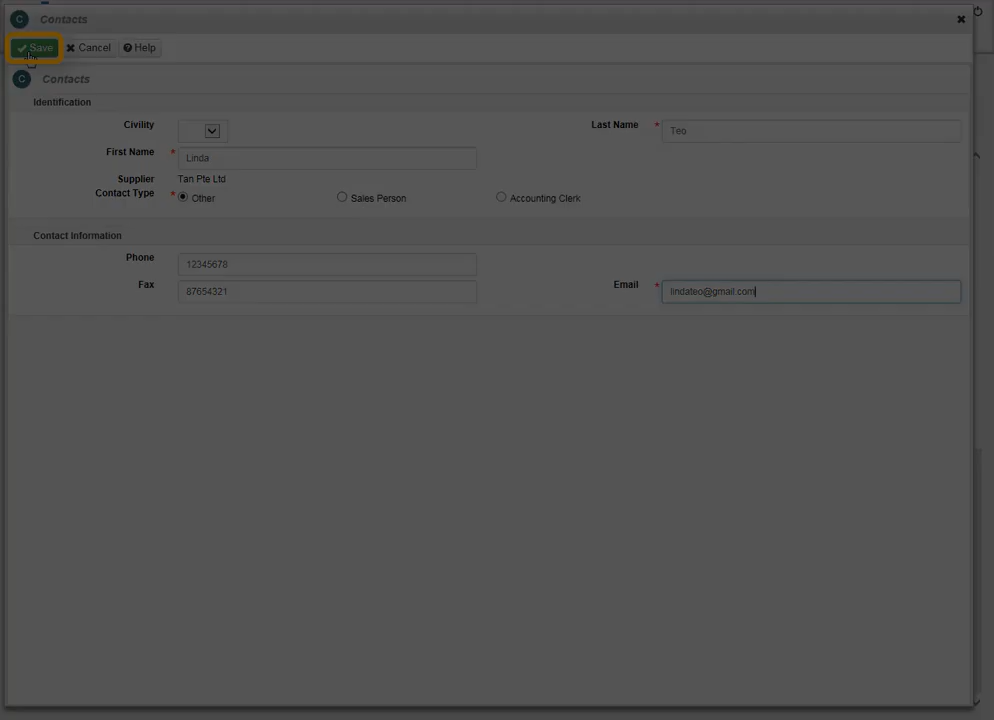 C Contacts
Save Cancel Help
C Contacts
Identification
Civility Last Name * Teo
First Name * Linda
Supplier Tan Pte Ltd
Contact Type * Other Sales Person Accounting Clerk
Contact Information
Phone 12345678
Fax 87654321 Email * lindateo@gmail.com